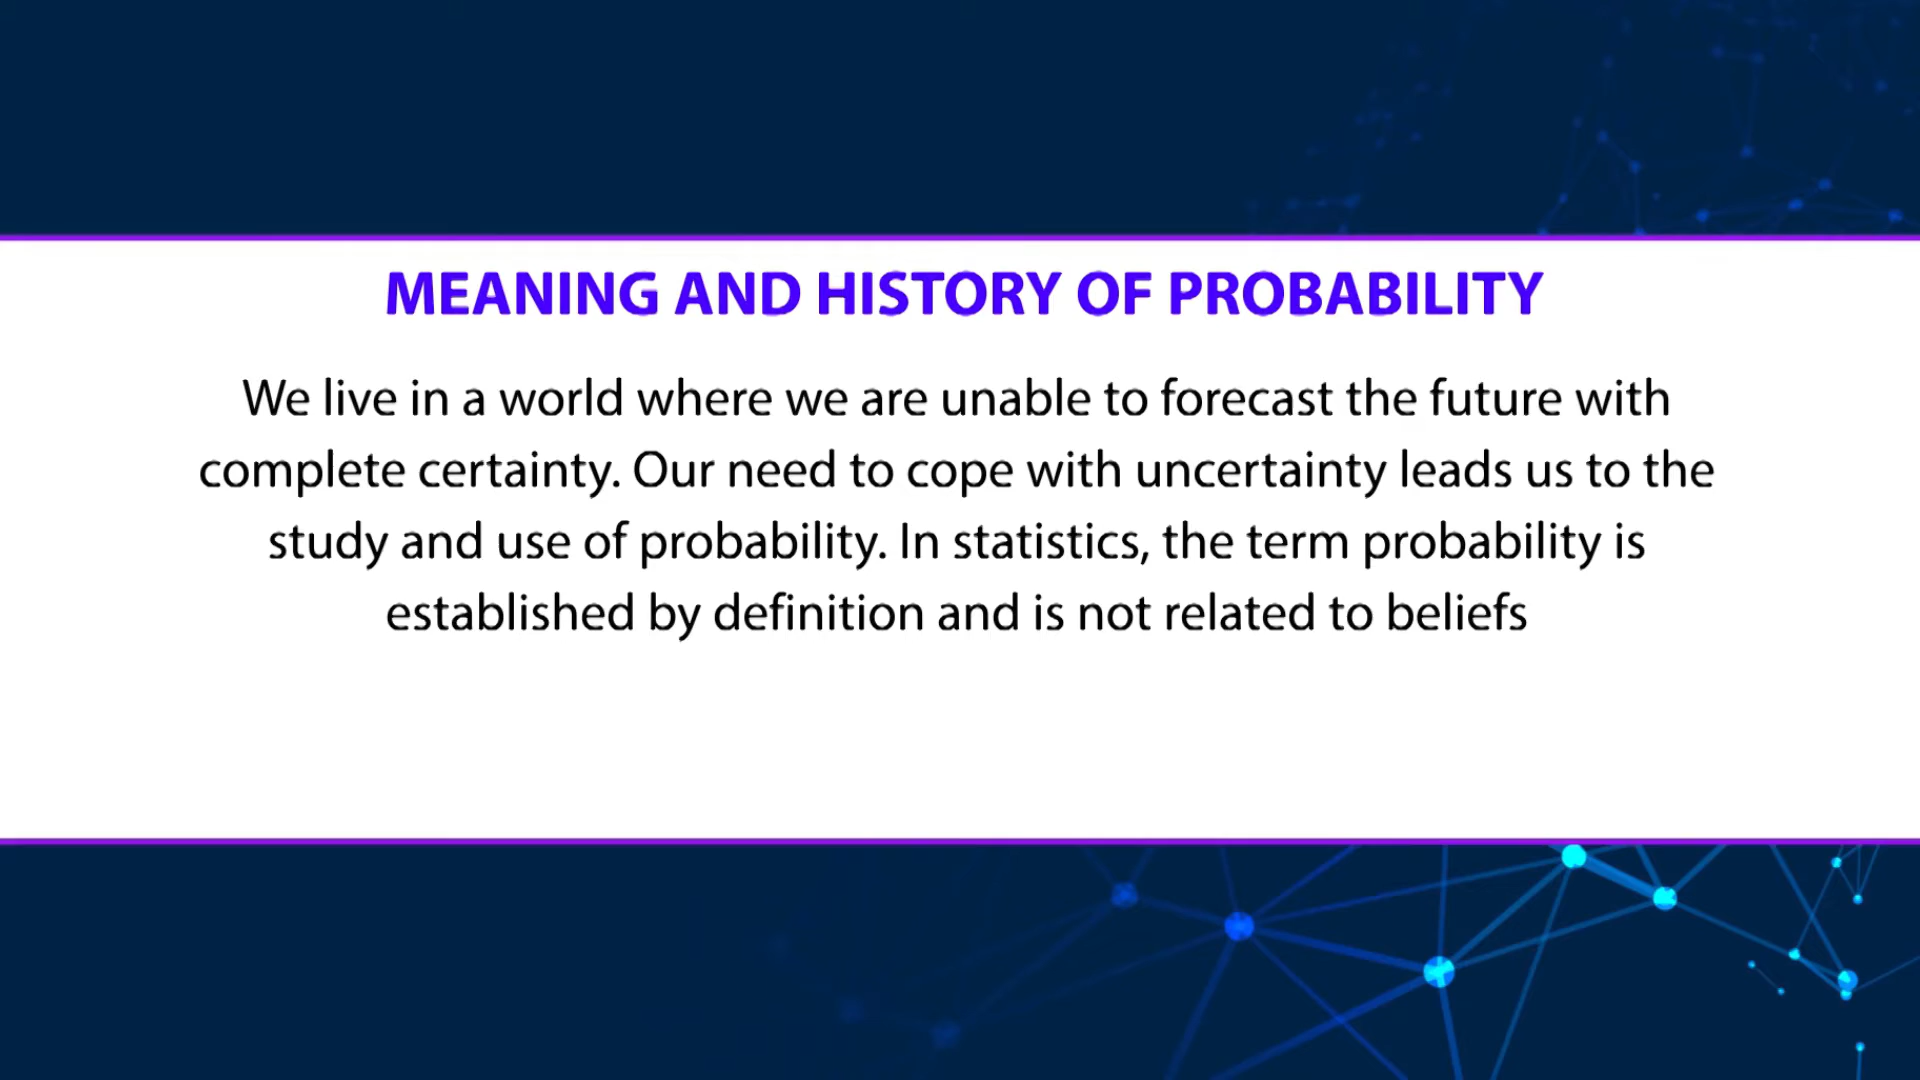 MEANING AND HISTORY OF PROBABILITY
We live in a world where we are unable to forecast the future with
complete certainty. Our need to cope with uncertainty leads us to the
study and use of probability. In statistics, the term probability is
established by definition and is not related to beliefs